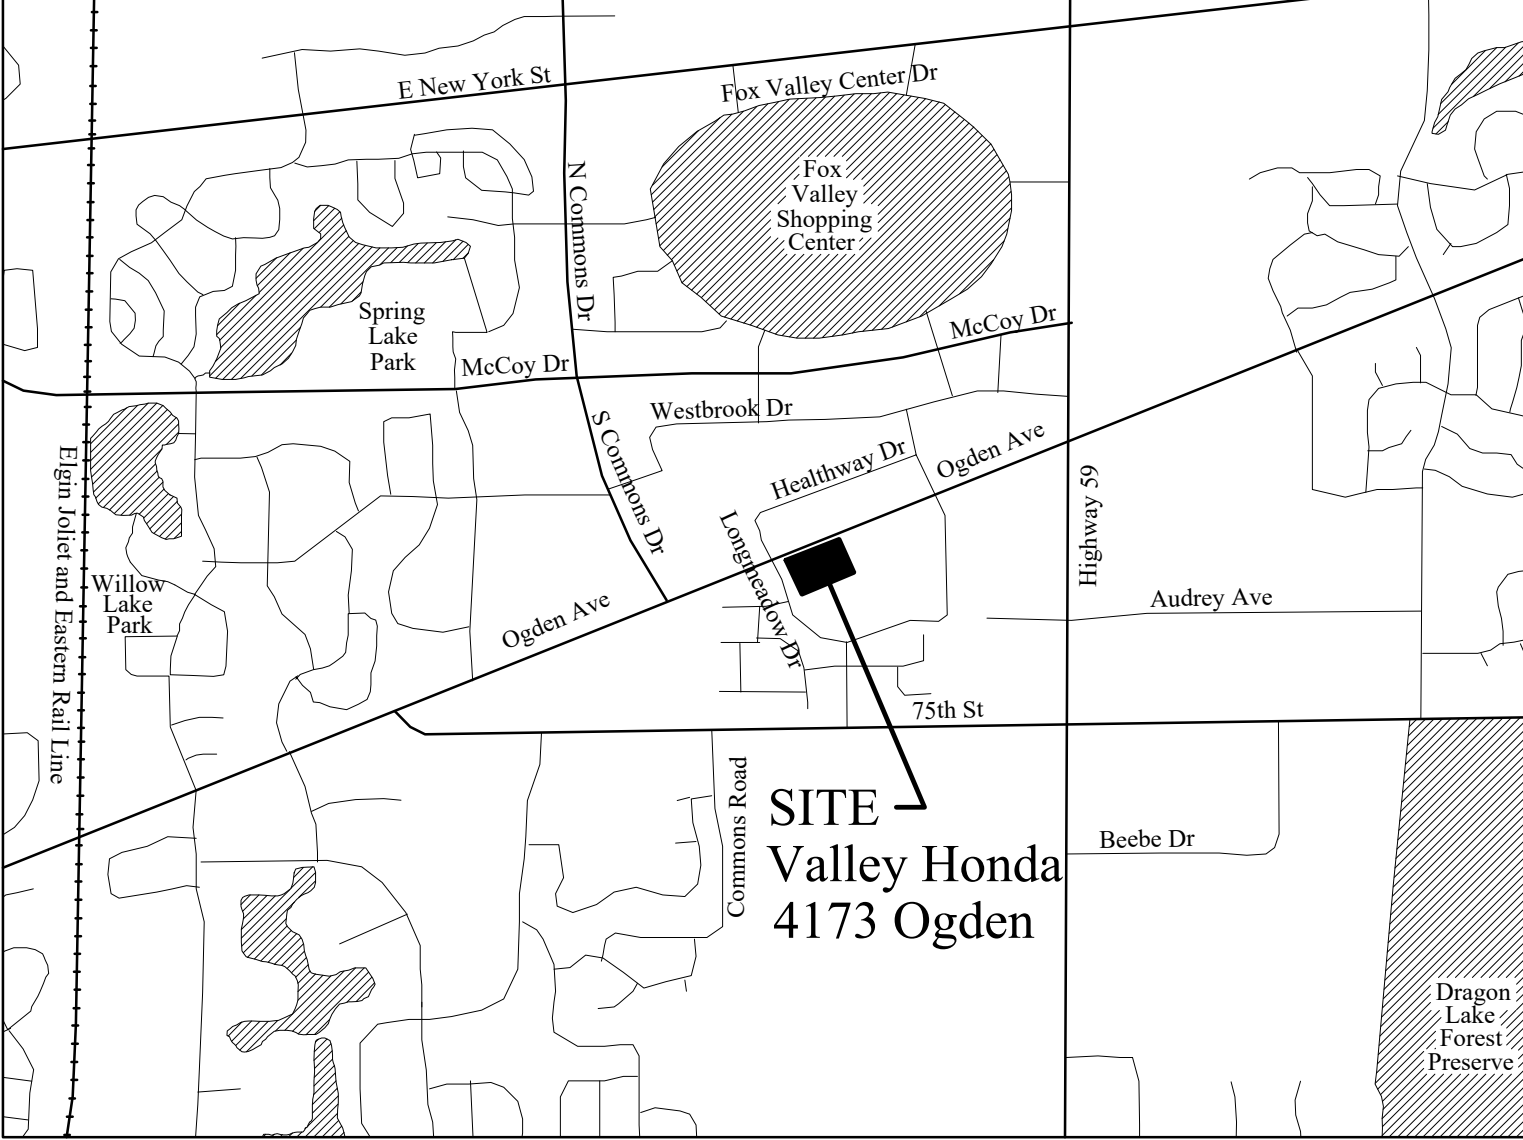 E New York St
Fox Valley Center Dr
N Commons Dr
Fox
Valley
Shopping
Center
Spring
Lake
Park
McCoy Dr
McCoy Dr
Westbrook Dr
S Commons Dr
Healthway Dr
Ogden Ave
Elgin Joliet and Eastern Rail Line
Highway 59
Longmeadow Dr
Willow
Lake
Park
Ogden Ave
Audrey Ave
75th St
Commons Road
SITE
Valley Honda
4173 Ogden
Beebe Dr
Dragon
Lake
Forest
Preserve